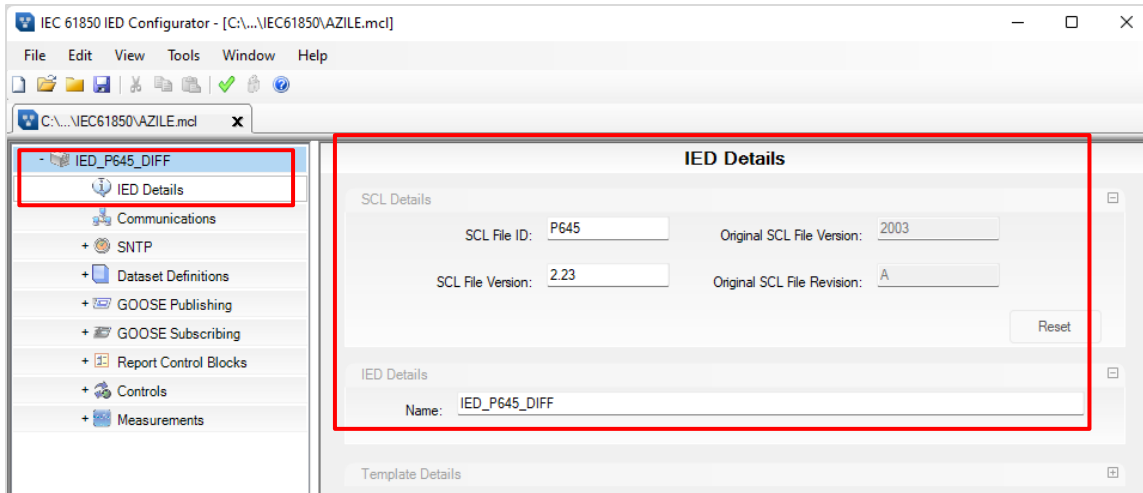 IEC 61850 IED Configurator - [C:\...\IEC61850\AZILE.mcl]
File Edit View Tools Window Help
C:\...\IEC61850\AZILE.mcl x
- IED_P645_DIFF
IED Details
Communications
+ SNTP
+ Dataset Definitions
+ GOOSE Publishing
+ GOOSE Subscribing
+ Report Control Blocks
+ Controls
+ Measurements
IED Details
SCL Details
SCL File ID: P645 Original SCL File Version: 2003
SCL File Version: 2.23 Original SCL File Revision: A
Reset
IED Details
Name: IED_P645_DIFF
Template Details